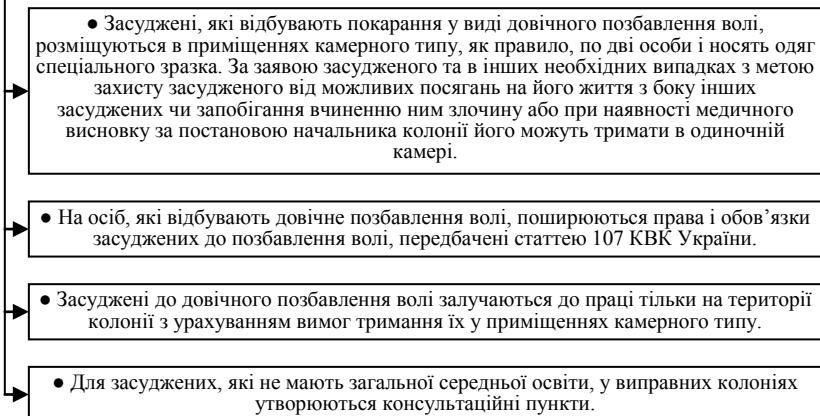 ● Засуджені, які відбувають покарання у виді довічного позбавлення волі,
розміщуються в приміщеннях камерного типу, як правило, по дві особи і носять одяг
спеціального зразка. За заявою засудженого та в інших необхідних випадках з метою
захисту засудженого від можливих посягань на його життя з боку інших
засуджених чи запобігання вчиненню ним злочину або при наявності медичного
висновку за постановою начальника колонії його можуть тримати в одиночній
камері.
● На осіб, які відбувають довічне позбавлення волі, поширюються права і обов’язки
засуджених до позбавлення волі, передбачені статтею 107 КВК України.
● Засуджені до довічного позбавлення волі залучаються до праці тільки на території
колонії з урахуванням вимог тримання їх у приміщеннях камерного типу.
● Для засуджених, які не мають загальної середньої освіти, у виправних колоніях
утворюються консультаційні пункти.